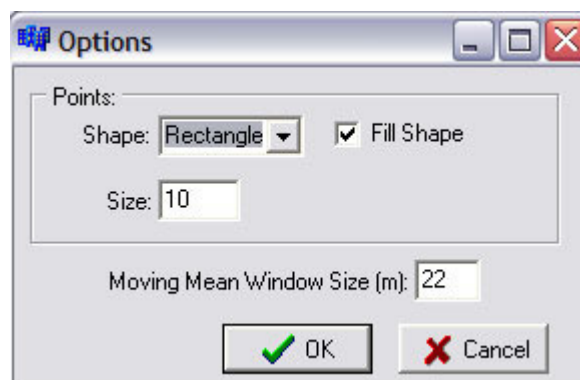 Options
Points:
Shape: Rectangle Fill Shape
Size: 10
Moving Mean Window Size (m): 22
OK Cancel